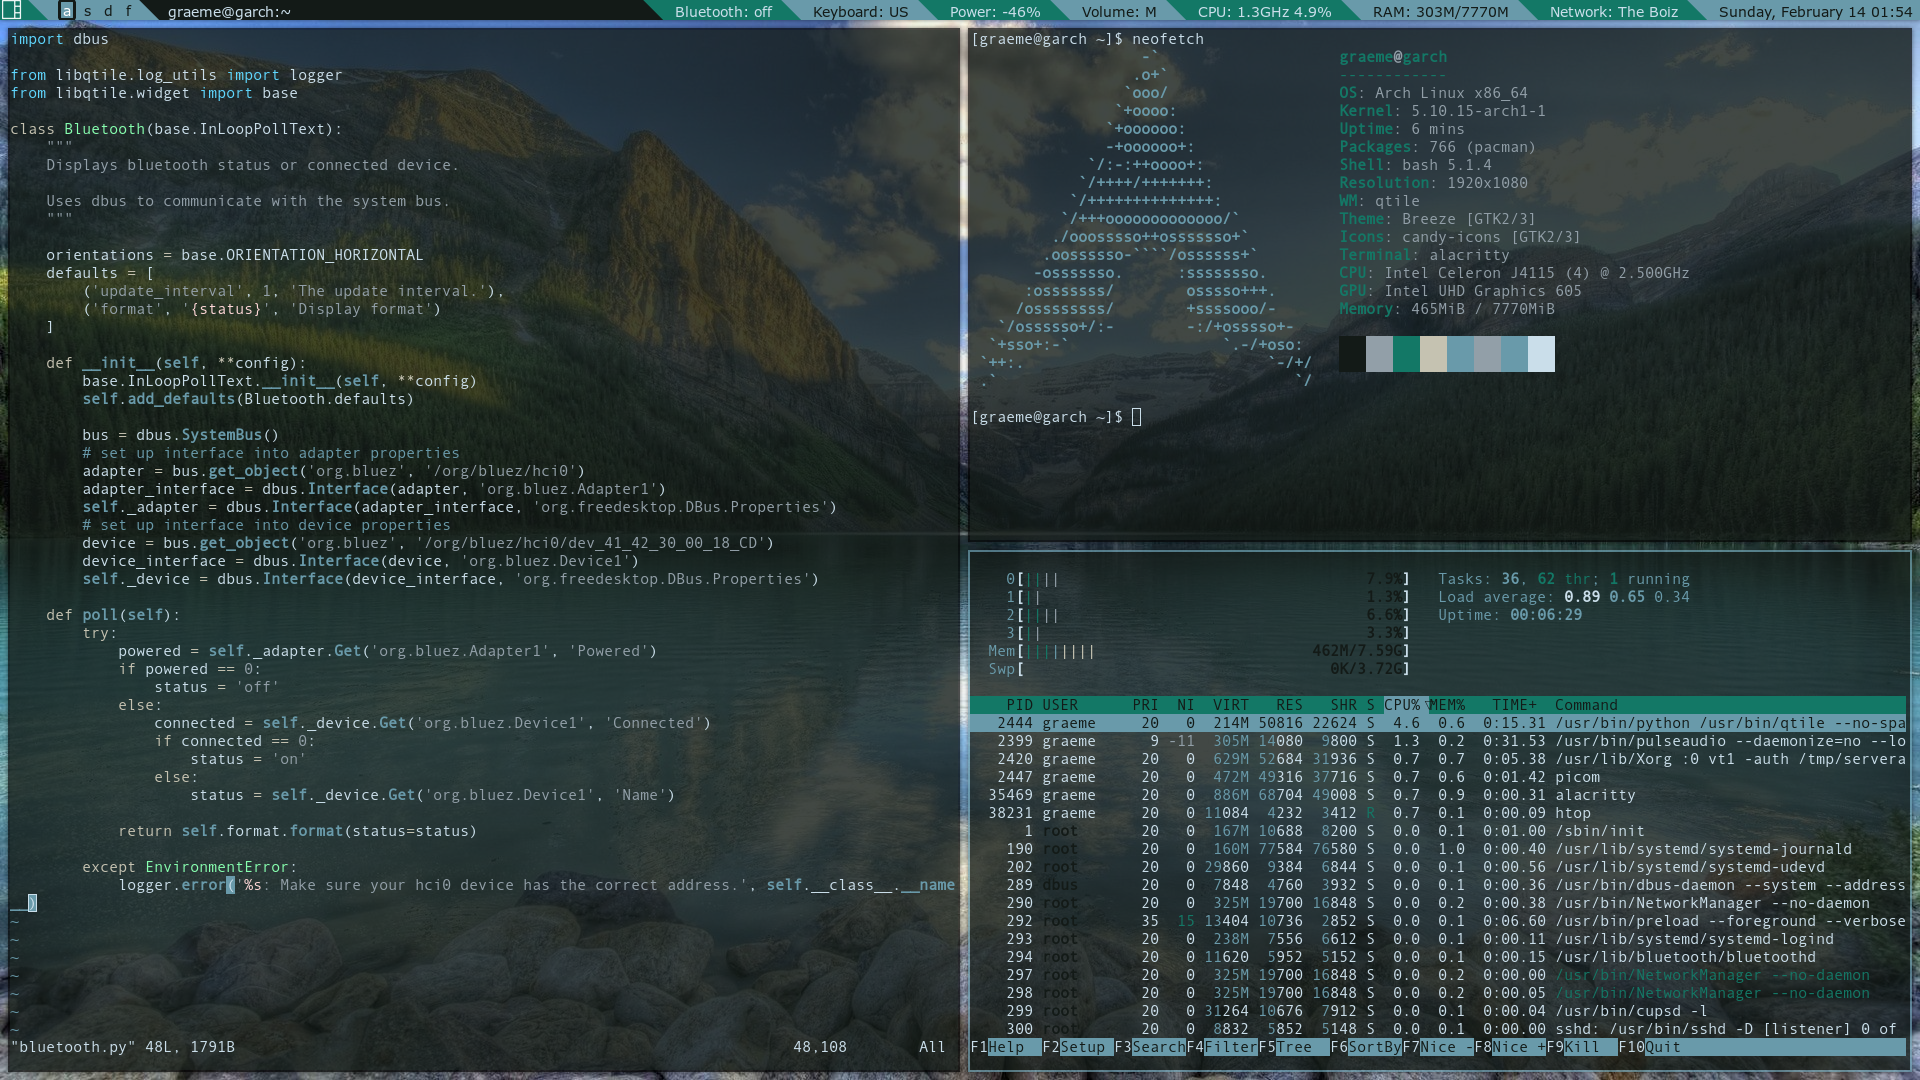 a s d f graeme@garch:~ Bluetooth: off Keyboard: US Power: -46% Volume: M CPU: 1.3GHz 4.9% RAM: 303M/7770M Network: The Boiz Sunday, February 14 01:54
import dbus
from libqtile.log_utils import logger
from libqtile.widget import base
class Bluetooth(base.InLoopPollText):
    """
    Displays bluetooth status or connected device.
    Uses dbus to communicate with the system bus.
    """
    orientations = base.ORIENTATION_HORIZONTAL
    defaults = [
        ('update_interval', 1, 'The update interval.'),
        ('format', '{status}', 'Display format')
    ]
    def __init__(self, **config):
        base.InLoopPollText.__init__(self, **config)
        self.add_defaults(Bluetooth.defaults)
        bus = dbus.SystemBus()
        # set up interface into adapter properties
        adapter = bus.get_object('org.bluez', '/org/bluez/hci0')
        adapter_interface = dbus.Interface(adapter, 'org.bluez.Adapter1')
        self._adapter = dbus.Interface(adapter_interface, 'org.freedesktop.DBus.Properties')
        # set up interface into device properties
        device = bus.get_object('org.bluez', '/org/bluez/hci0/dev_41_42_30_00_18_CD')
        device_interface = dbus.Interface(device, 'org.bluez.Device1')
        self._device = dbus.Interface(device_interface, 'org.freedesktop.DBus.Properties')
    def poll(self):
        try:
            powered = self._adapter.Get('org.bluez.Adapter1', 'Powered')
            if powered == 0:
                status = 'off'
            else:
                connected = self._device.Get('org.bluez.Device1', 'Connected')
                if connected == 0:
                    status = 'on'
                else:
                    status = self._device.Get('org.bluez.Device1', 'Name')
            return self.format.format(status=status)
        except EnvironmentError:
            logger.error('%s: Make sure your hci0 device has the correct address.', self.__class__.__name
__)
~
~
~
~
~
~
~
"bluetooth.py" 48L, 1791B 48,108 All
[graeme@garch ~]$ neofetch
                  -`
                 .o+`
                `ooo/
               `+oooo:
              `+oooooo:
              -+oooooo+:
            `/:-:++oooo+:
           `/++++/+++++++:
          `/++++++++++++++:
         `/+++ooooooooooooo/`
        ./ooosssso++osssssso+`
       .oossssso-````/ossssss+`
      -osssssso.      :ssssssso.
     :osssssss/        osssso+++.
    /ossssssss/        +ssssooo/-
  `/ossssso+/:-        -:/+osssso+-
 `+sso+:-`                 `.-/+oso:
`++:.                           `-/+/
.`                                 `/
graeme@garch
------------
OS: Arch Linux x86_64
Kernel: 5.10.15-arch1-1
Uptime: 6 mins
Packages: 766 (pacman)
Shell: bash 5.1.4
Resolution: 1920x1080
WM: qtile
Theme: Breeze [GTK2/3]
Icons: candy-icons [GTK2/3]
Terminal: alacritty
CPU: Intel Celeron J4115 (4) @ 2.500GHz
GPU: Intel UHD Graphics 605
Memory: 465MiB / 7770MiB
[graeme@garch ~]$
0[|||| 7.9%] Tasks: 36, 62 thr; 1 running
1[|| 1.3%] Load average: 0.89 0.65 0.34
2[|||| 6.6%] Uptime: 00:06:29
3[|| 3.3%]
Mem[|||||||| 462M/7.59G]
Swp[ 0K/3.72G]
PID USER PRI NI VIRT RES SHR S CPU%▽MEM% TIME+ Command
2444 graeme 20 0 214M 50816 22624 S 4.6 0.6 0:15.31 /usr/bin/python /usr/bin/qtile --no-spa
2399 graeme 9 -11 305M 14080 9800 S 1.3 0.2 0:31.53 /usr/bin/pulseaudio --daemonize=no --lo
2420 graeme 20 0 629M 52684 31936 S 0.7 0.7 0:05.38 /usr/lib/Xorg :0 vt1 -auth /tmp/servera
2447 graeme 20 0 472M 49316 37716 S 0.7 0.6 0:01.42 picom
35469 graeme 20 0 886M 68704 49008 S 0.7 0.9 0:00.31 alacritty
38231 graeme 20 0 11084 4232 3412 R 0.7 0.1 0:00.09 htop
1 root 20 0 167M 10688 8200 S 0.0 0.1 0:01.00 /sbin/init
190 root 20 0 160M 77584 76580 S 0.0 1.0 0:00.40 /usr/lib/systemd/systemd-journald
202 root 20 0 29860 9384 6844 S 0.0 0.1 0:00.56 /usr/lib/systemd/systemd-udevd
289 dbus 20 0 7848 4760 3932 S 0.0 0.1 0:00.36 /usr/bin/dbus-daemon --system --address
290 root 20 0 325M 19700 16848 S 0.0 0.2 0:00.38 /usr/bin/NetworkManager --no-daemon
292 root 35 15 13404 10736 2852 S 0.0 0.1 0:06.60 /usr/bin/preload --foreground --verbose
293 root 20 0 238M 7556 6612 S 0.0 0.1 0:00.11 /usr/lib/systemd/systemd-logind
294 root 20 0 11620 5952 5152 S 0.0 0.1 0:00.15 /usr/lib/bluetooth/bluetoothd
297 root 20 0 325M 19700 16848 S 0.0 0.2 0:00.00 /usr/bin/NetworkManager --no-daemon
298 root 20 0 325M 19700 16848 S 0.0 0.2 0:00.05 /usr/bin/NetworkManager --no-daemon
299 root 20 0 31264 10676 7912 S 0.0 0.1 0:00.04 /usr/bin/cupsd -l
300 root 20 0 8832 5852 5148 S 0.0 0.1 0:00.00 sshd: /usr/bin/sshd -D [listener] 0 of
F1Help F2Setup F3SearchF4FilterF5Tree F6SortByF7Nice -F8Nice +F9Kill F10Quit